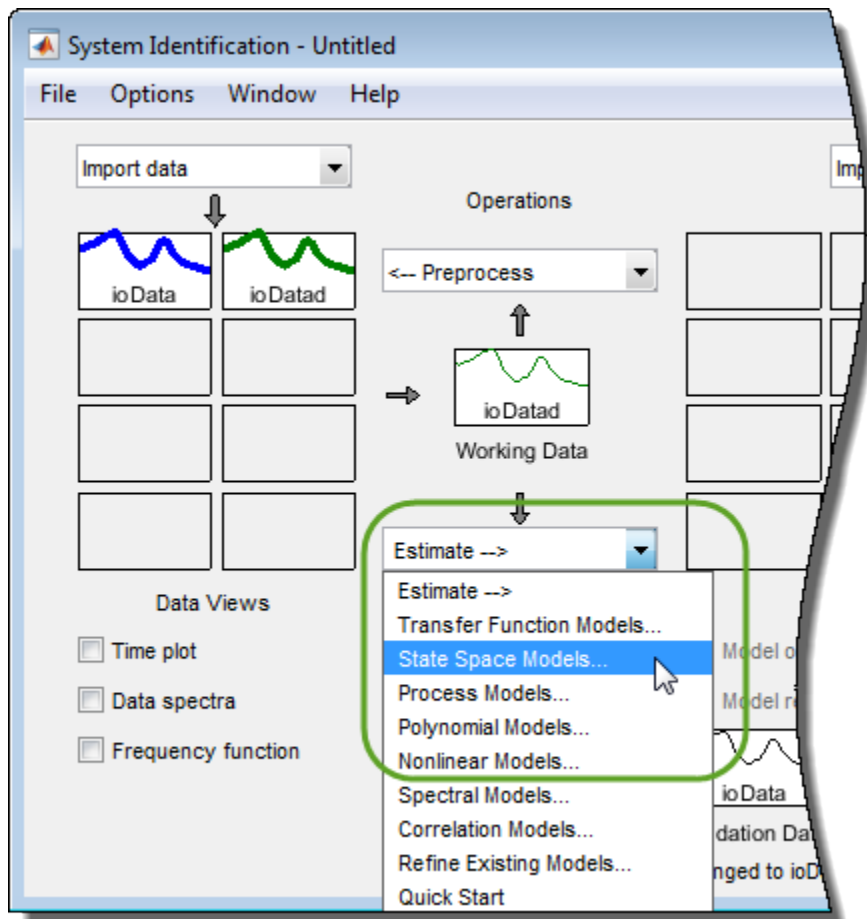 System Identification - Untitled
File Options Window Help
Import data
Operations
ioData
ioDatad
<-- Preprocess
ioDatad
Working Data
Estimate -->
Estimate -->
Transfer Function Models...
State Space Models...
Process Models...
Polynomial Models...
Nonlinear Models...
Spectral Models...
Correlation Models...
Refine Existing Models...
Quick Start
Data Views
Time plot
Data spectra
Frequency function
Model
Model
ioData